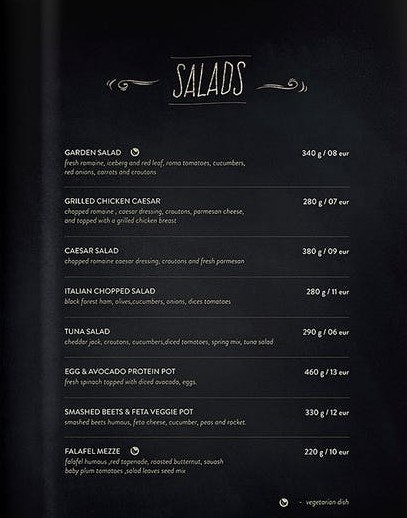 SALADS
GARDEN SALAD 340 g / 08 eur
fresh romaine, iceberg and red leaf, roma tomatoes, cucumbers,
red onions, carrots and croutons
GRILLED CHICKEN CAESAR 280 g / 07 eur
chopped romaine , caesar dressing, croutons, parmesan cheese,
and topped with a grilled chicken breast
CAESAR SALAD 380 g / 09 eur
chopped romaine caesar dressing, croutons and fresh parmesan
ITALIAN CHOPPED SALAD 280 g / 11 eur
black forest ham, olives,cucumbers, onions, dices tomatoes
TUNA SALAD 290 g / 06 eur
cheddar jack, croutons, cucumbers,diced tomatoes, spring mix, tuna salad
EGG & AVOCADO PROTEIN POT 460 g / 13 eur
fresh spinach topped with diced avocado, eggs.
SMASHED BEETS & FETA VEGGIE POT 330 g / 12 eur
smashed beets humous, feta cheese, cucumber, peas and rocket.
FALAFEL MEZZE 220 g / 10 eur
falafel humous ,red tapenade, roasted butternut, squash
baby plum tomatoes ,salad leaves seed mix
- vegetarian dish